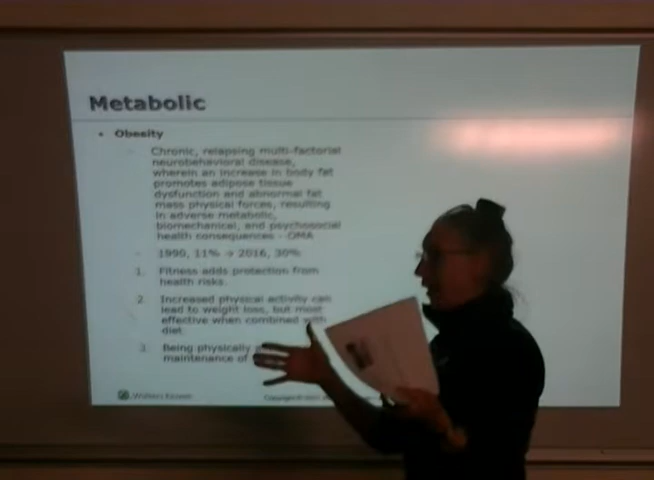 Metabolic
• Obesity
– Chronic, relapsing multi-factorial
neurobehavioral disease,
wherein an increase in body fat
promotes adipose tissue
dysfunction and abnormal fat
mass physical forces, resulting
in adverse metabolic,
biomechanical, and psychosocial
health consequences - OMA
– 1990, 11% → 2016, 30%
1. Fitness adds protection from
health risks.
2. Increased physical activity can
lead to weight loss, but most
effective when combined with
diet.
3. Being physically
maintenance of
Wolters Kluwer
Copyright ©